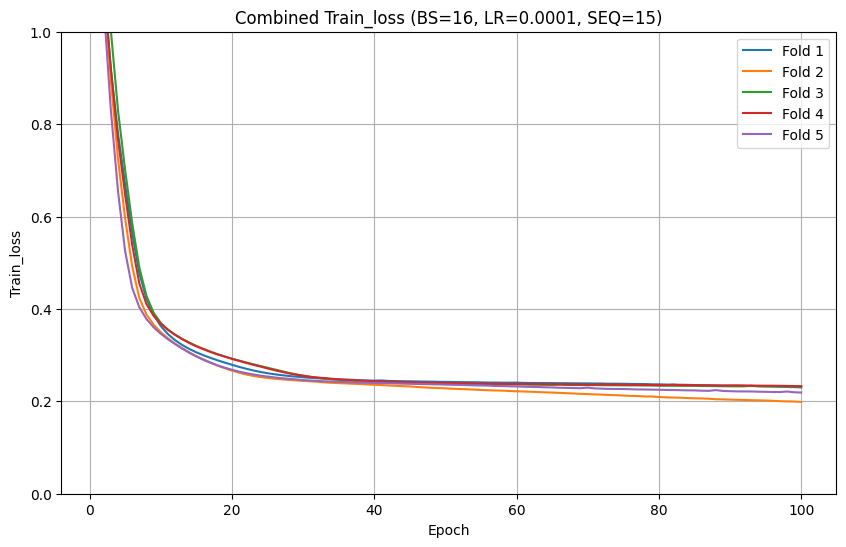 Combined Train_loss (BS=16, LR=0.0001, SEQ=15)
Fold 1
Fold 2
Fold 3
Fold 4
Fold 5
Train_loss
1.0
0.8
0.6
0.4
0.2
0.0
0
20
40
60
80
100
Epoch